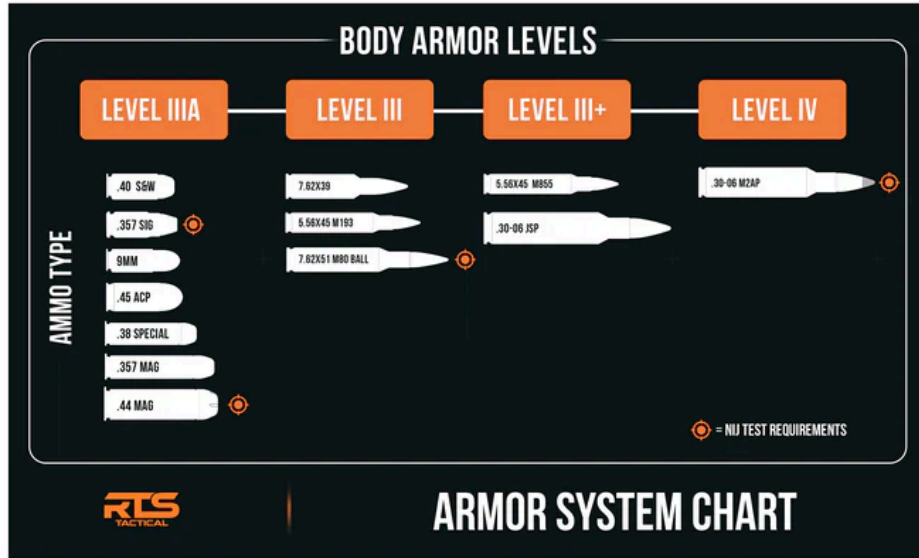 BODY ARMOR LEVELS
LEVEL IIIA
LEVEL III
LEVEL III+
LEVEL IV
AMMO TYPE
.40 S&W
.357 SIG
9MM
.45 ACP
.38 SPECIAL
.357 MAG
.44 MAG
7.62X39
5.56X45 M193
7.62X51 M80 BALL
5.56X45 M855
.30-06 JSP
.30-06 M2AP
= NIJ TEST REQUIREMENTS
RTS
TACTICAL
ARMOR SYSTEM CHART